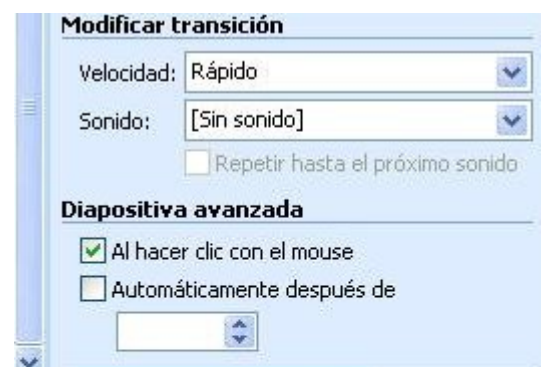 Modificar transición
Velocidad: Rápido
Sonido: [Sin sonido]
Repetir hasta el próximo sonido
Diapositiva avanzada
Al hacer clic con el mouse
Automáticamente después de